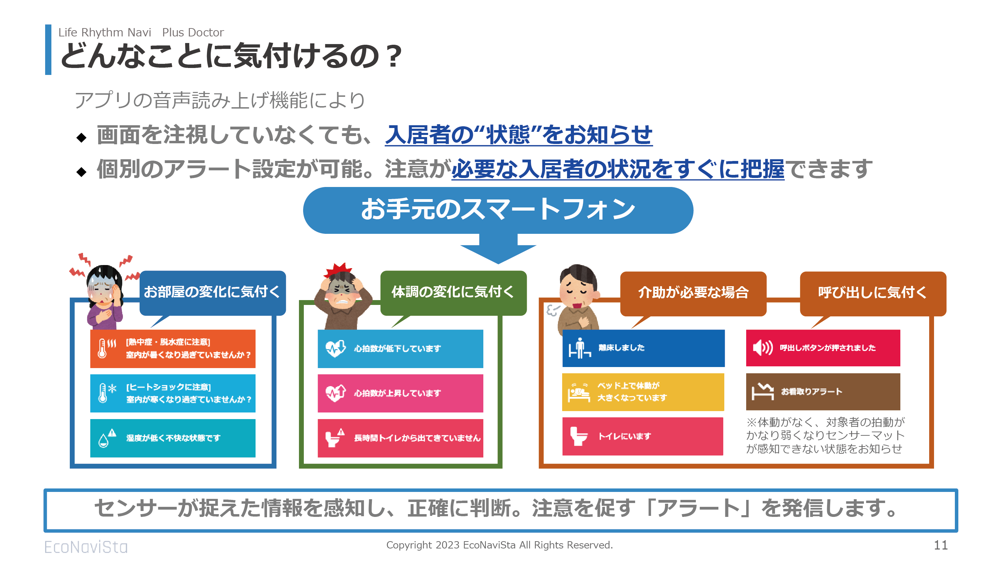 Life Rhythm Navi　Plus Doctor
どんなことに気付けるの？
アプリの音声読み上げ機能により
◆ 画面を注視していなくても、入居者の“状態”をお知らせ
◆ 個別のアラート設定が可能。注意が必要な入居者の状況をすぐに把握できます
お手元のスマートフォン
お部屋の変化に気付く
[熱中症・脱水症に注意]
室内が暑くなり過ぎていませんか？
[ヒートショックに注意]
室内が寒くなり過ぎていませんか？
湿度が低く不快な状態です
体調の変化に気付く
心拍数が低下しています
心拍数が上昇しています
長時間トイレから出てきていません
介助が必要な場合
離床しました
ベッド上で体動が
大きくなっています
トイレにいます
呼び出しに気付く
呼出しボタンが押されました
お看取りアラート
※体動がなく、対象者の拍動が
かなり弱くなりセンサーマット
が感知できない状態をお知らせ
センサーが捉えた情報を感知し、正確に判断。注意を促す「アラート」を発信します。
EcoNaviSta
Copyright 2023 EcoNaviSta All Rights Reserved.
11